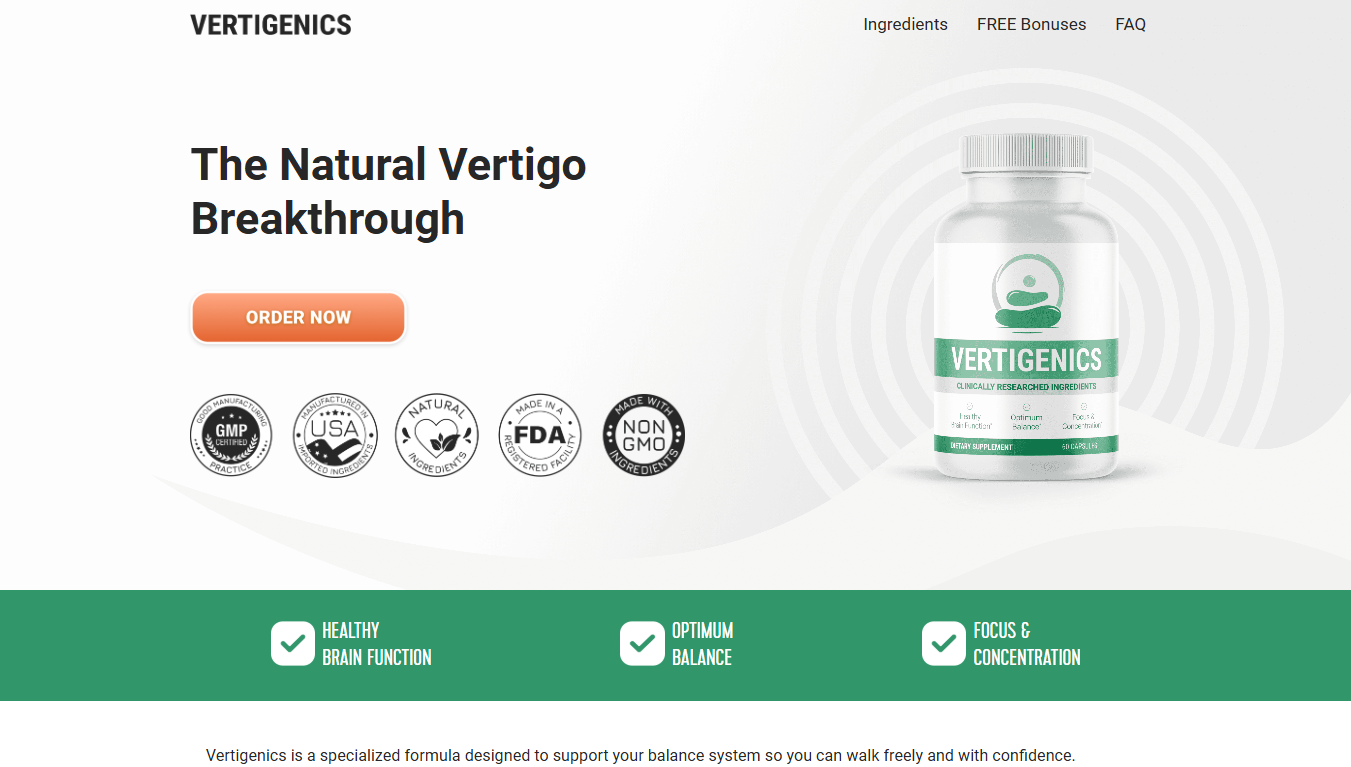 VERTIGENICS
Ingredients
FREE Bonuses
FAQ
The Natural Vertigo
Breakthrough
ORDER NOW
GOOD MANUFACTURING
GMP
CERTIFIED
PRACTICE
MANUFACTURED IN
USA
IMPORTED INGREDIENTS
NATURAL
INGREDIENTS
MADE IN A
FDA
REGISTERED FACILITY
MADE WITH
NON
GMO
INGREDIENTS
VERTIGENICS
CLINICALLY RESEARCHED INGREDIENTS
Healthy
Brain Function*
Optimum
Balance*
Focus &
Concentration*
DIETARY SUPPLEMENT
60 CAPSULES
HEALTHY
BRAIN FUNCTION
OPTIMUM
BALANCE
FOCUS &
CONCENTRATION
Vertigenics is a specialized formula designed to support your balance system so you can walk freely and with confidence.